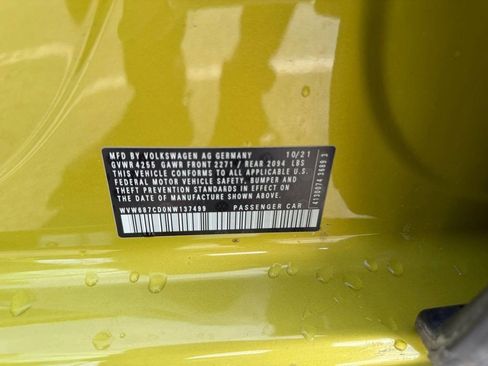 MFD BY VOLKSWAGEN AG GERMANY 10/21
GVWR 4255 GAWR FRONT 2271 / REAR 2094 LBS
THIS VEHICLE CONFORMS TO ALL APPLICABLE U.S.
FEDERAL MOTOR VEHICLE SAFETY, BUMPER AND
THEFT PREVENTION STANDARDS IN EFFECT ON
THE DATE OF MANUFACTURE SHOWN ABOVE.
WVW687CD0NW137499 PASSENGER CAR